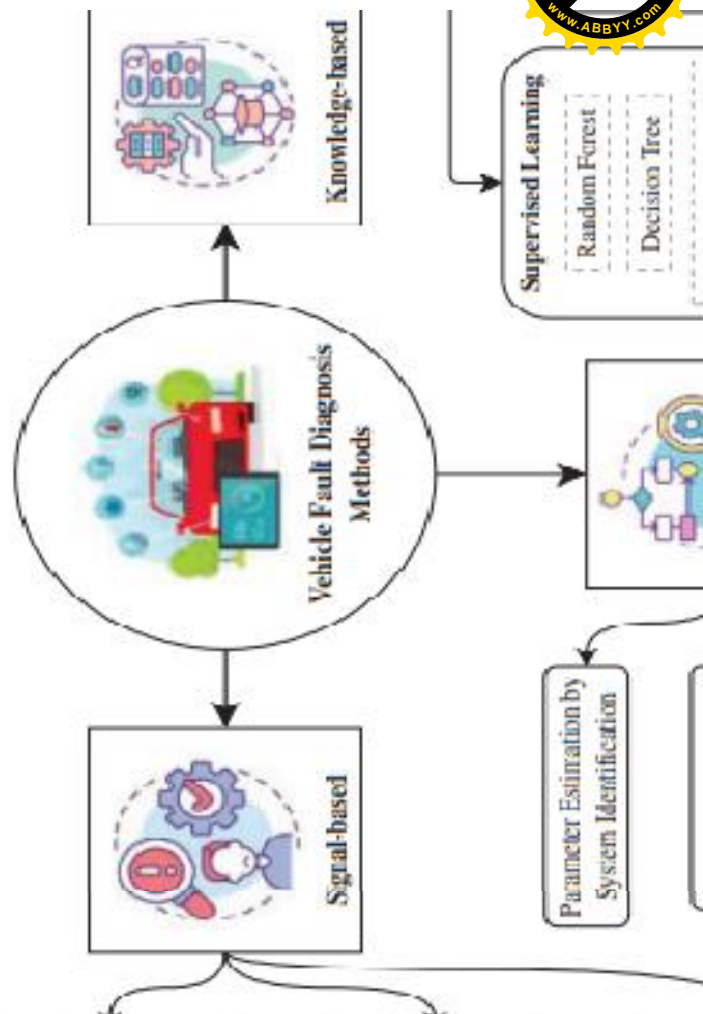 www.ABBYY.com
Knowledge-based
Supervised Learning
Random Forest
Decision Tree
Vehicle Fault Diagnosis
Methods
Signal-based
Parameter Estimation by
System Identification